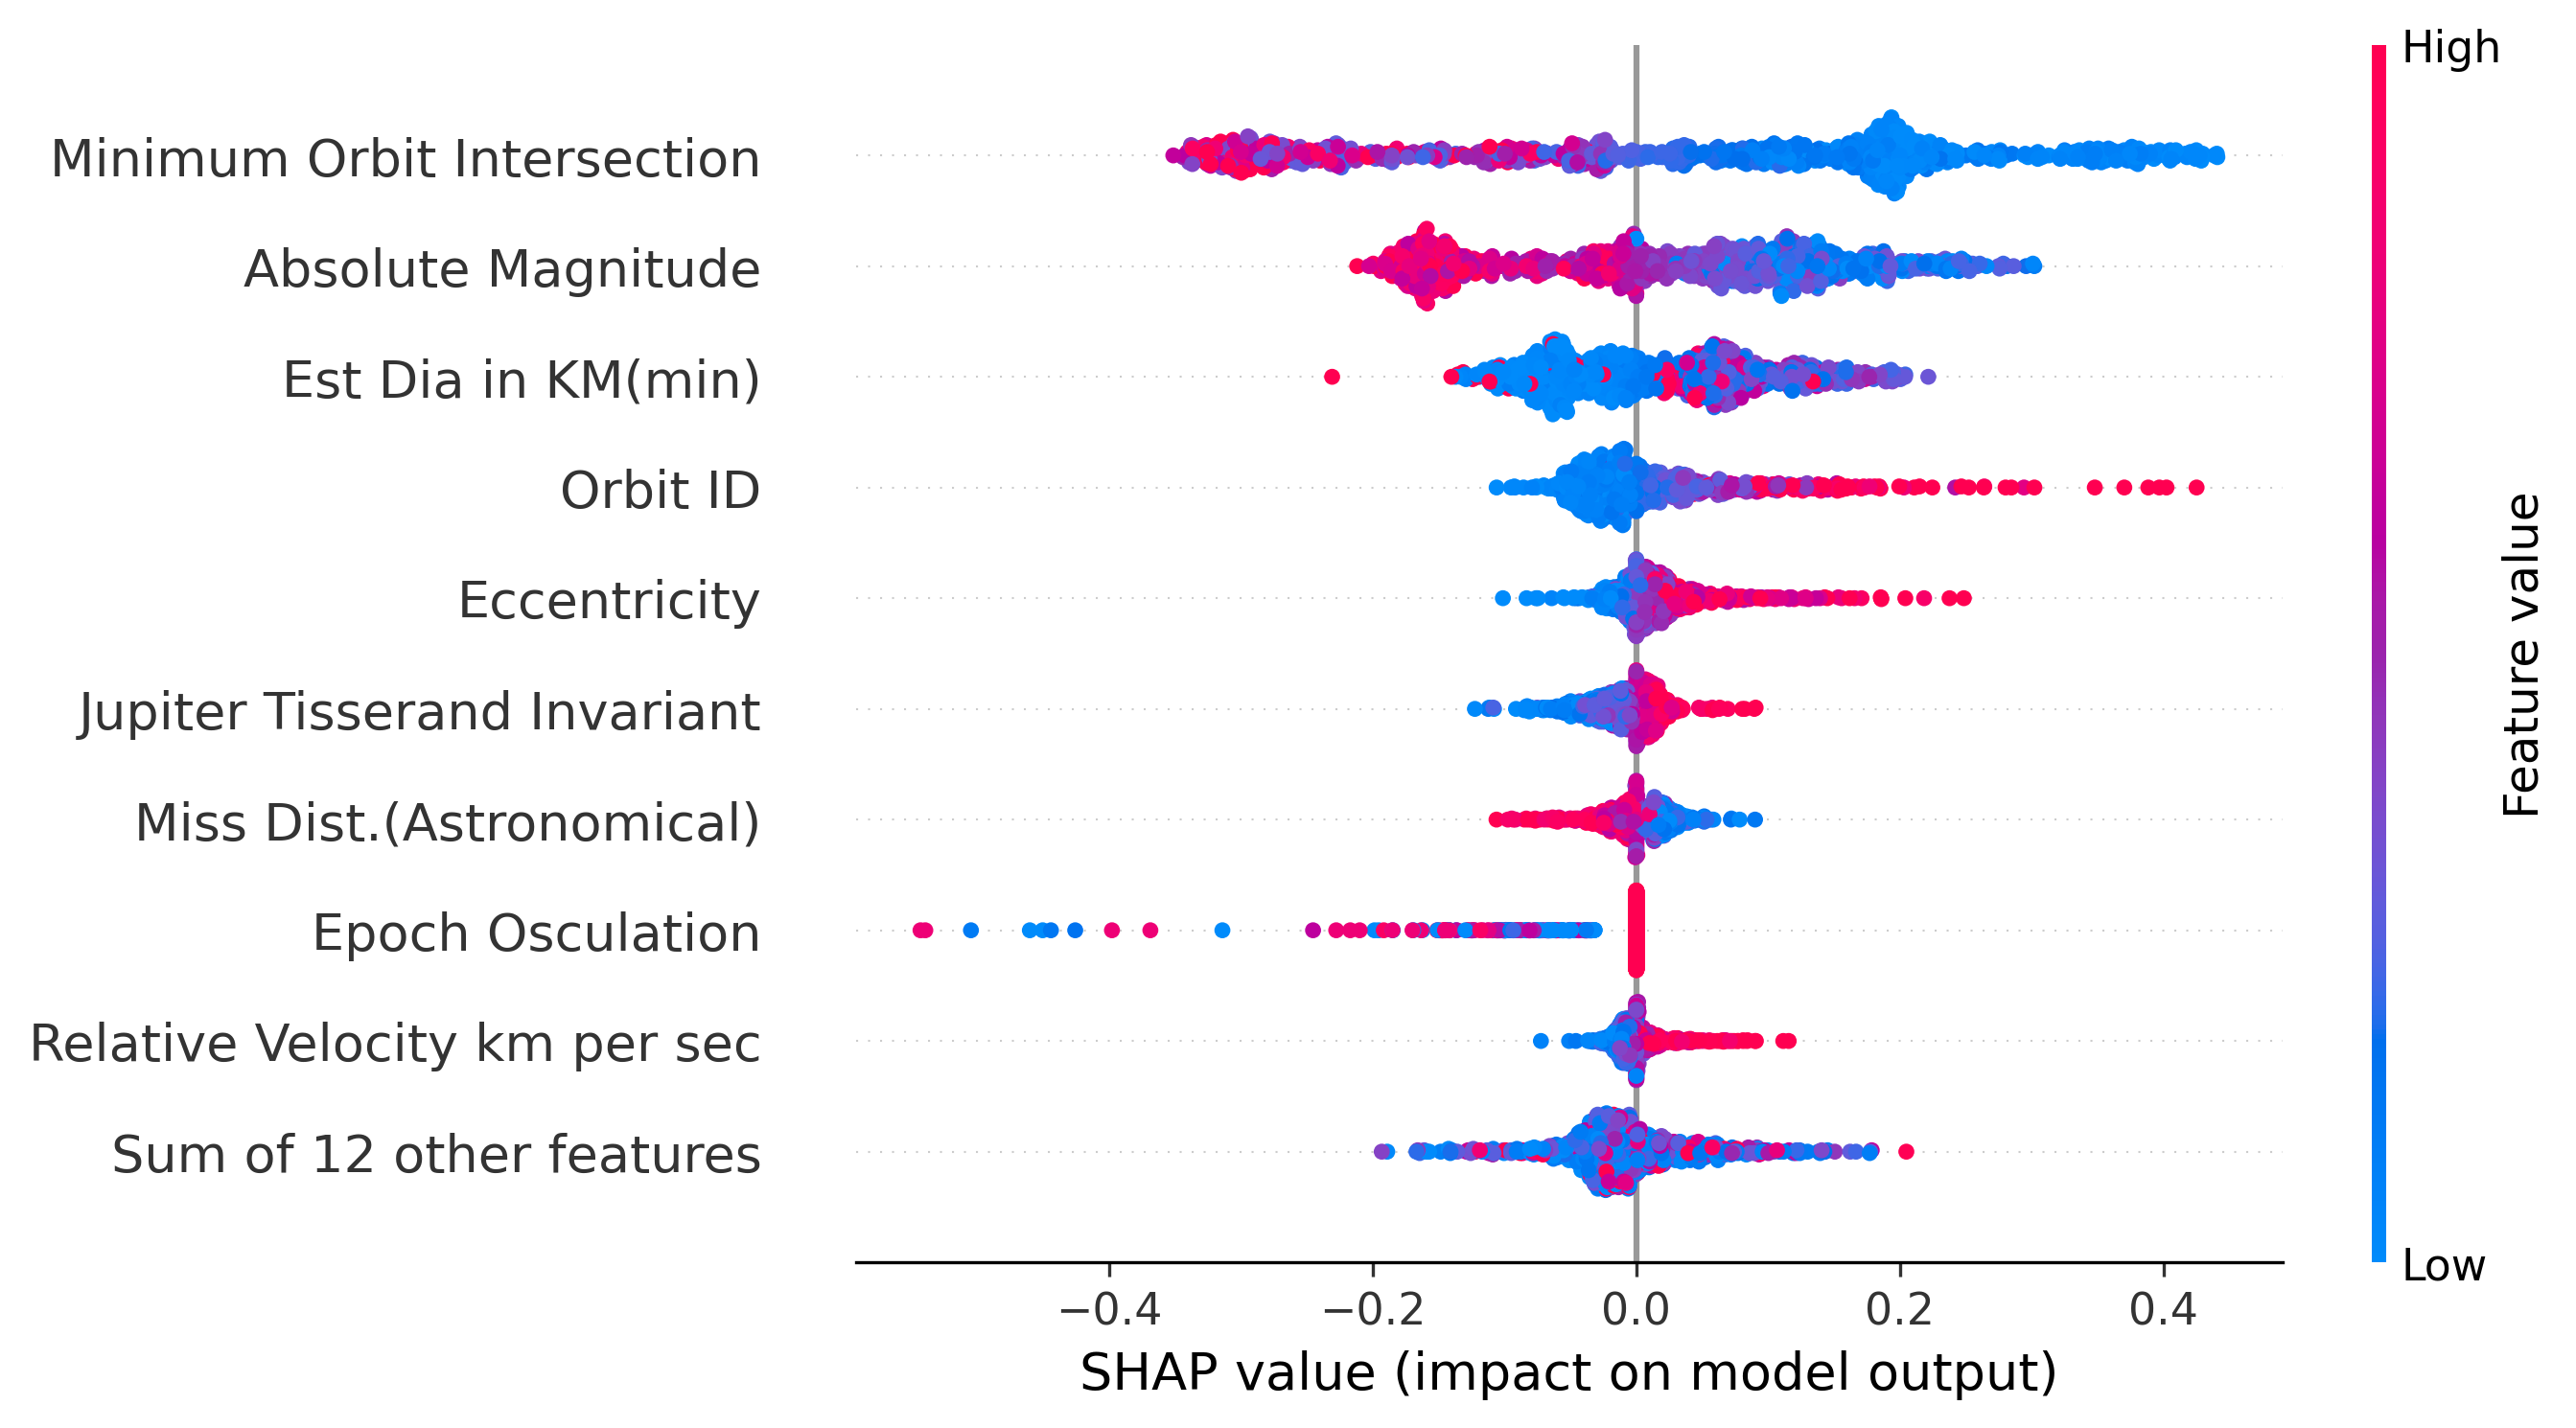 High
Minimum Orbit Intersection
Absolute Magnitude
Est Dia in KM(min)
Orbit ID
Eccentricity
Jupiter Tisserand Invariant
Miss Dist.(Astronomical)
Epoch Osculation
Relative Velocity km per sec
Sum of 12 other features
Feature value
Low
−0.4 −0.2 0.0 0.2 0.4
SHAP value (impact on model output)